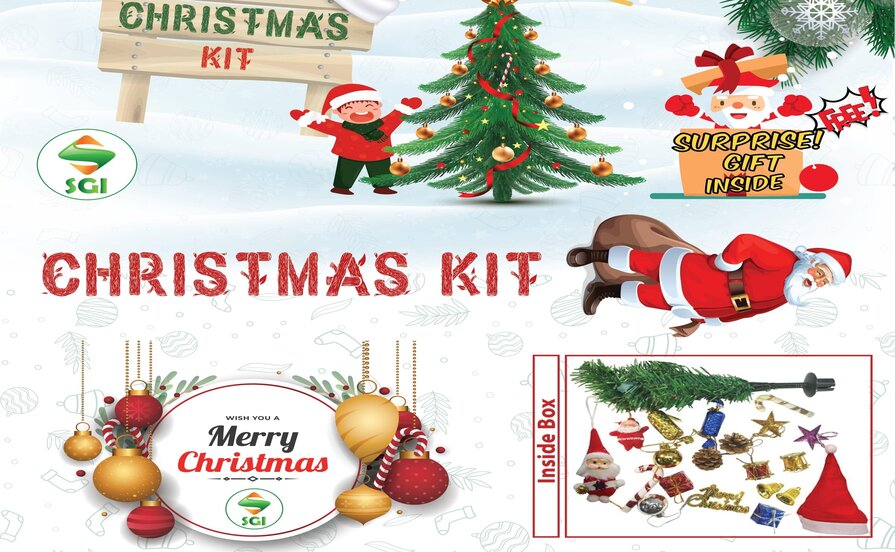 CHRISTMAS
KIT
SGI
FREE!
SURPRISE!
GIFT
INSIDE
CHRISTMAS KIT
WISH YOU A
Merry
Christmas
SGI
Inside Box
Merry
Christmas